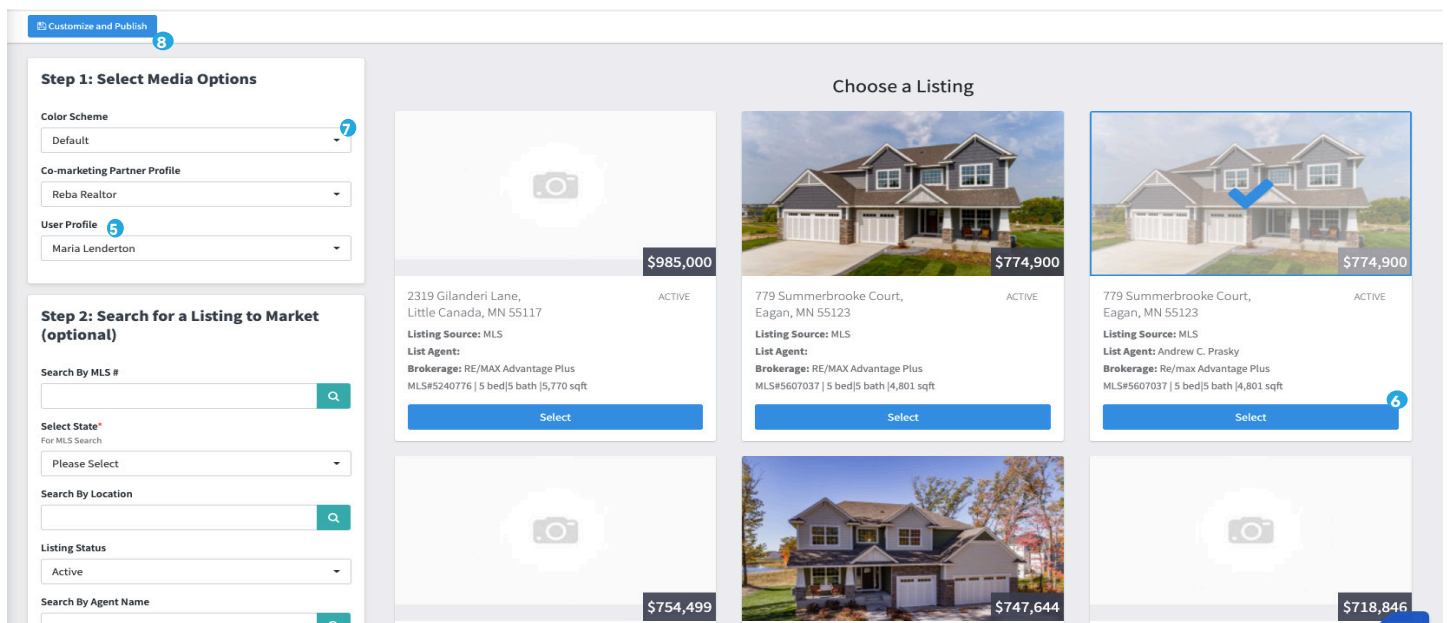 Customize and Publish
8
Step 1: Select Media Options
Color Scheme
7
Default
Co-marketing Partner Profile
Reba Realtor
User Profile
5
Maria Lenderton
Step 2: Search for a Listing to Market
(optional)
Search By MLS #
Select State*
For MLS Search
Please Select
Search By Location
Listing Status
Active
Search By Agent Name
Choose a Listing
$985,000
2319 Gilanderi Lane,
ACTIVE
Little Canada, MN 55117
Listing Source: MLS
List Agent:
Brokerage: RE/MAX Advantage Plus
MLS#5240776 | 5 bed|5 bath |5,770 sqft
Select
$774,900
779 Summerbrooke Court,
ACTIVE
Eagan, MN 55123
Listing Source: MLS
List Agent:
Brokerage: RE/MAX Advantage Plus
MLS#5607037 | 5 bed|5 bath |4,801 sqft
Select
$774,900
779 Summerbrooke Court,
ACTIVE
Eagan, MN 55123
Listing Source: MLS
List Agent: Andrew C. Prasky
Brokerage: Re/max Advantage Plus
MLS#5607037 | 5 bed|5 bath |4,801 sqft
6
Select
$754,499
$747,644
$718,846